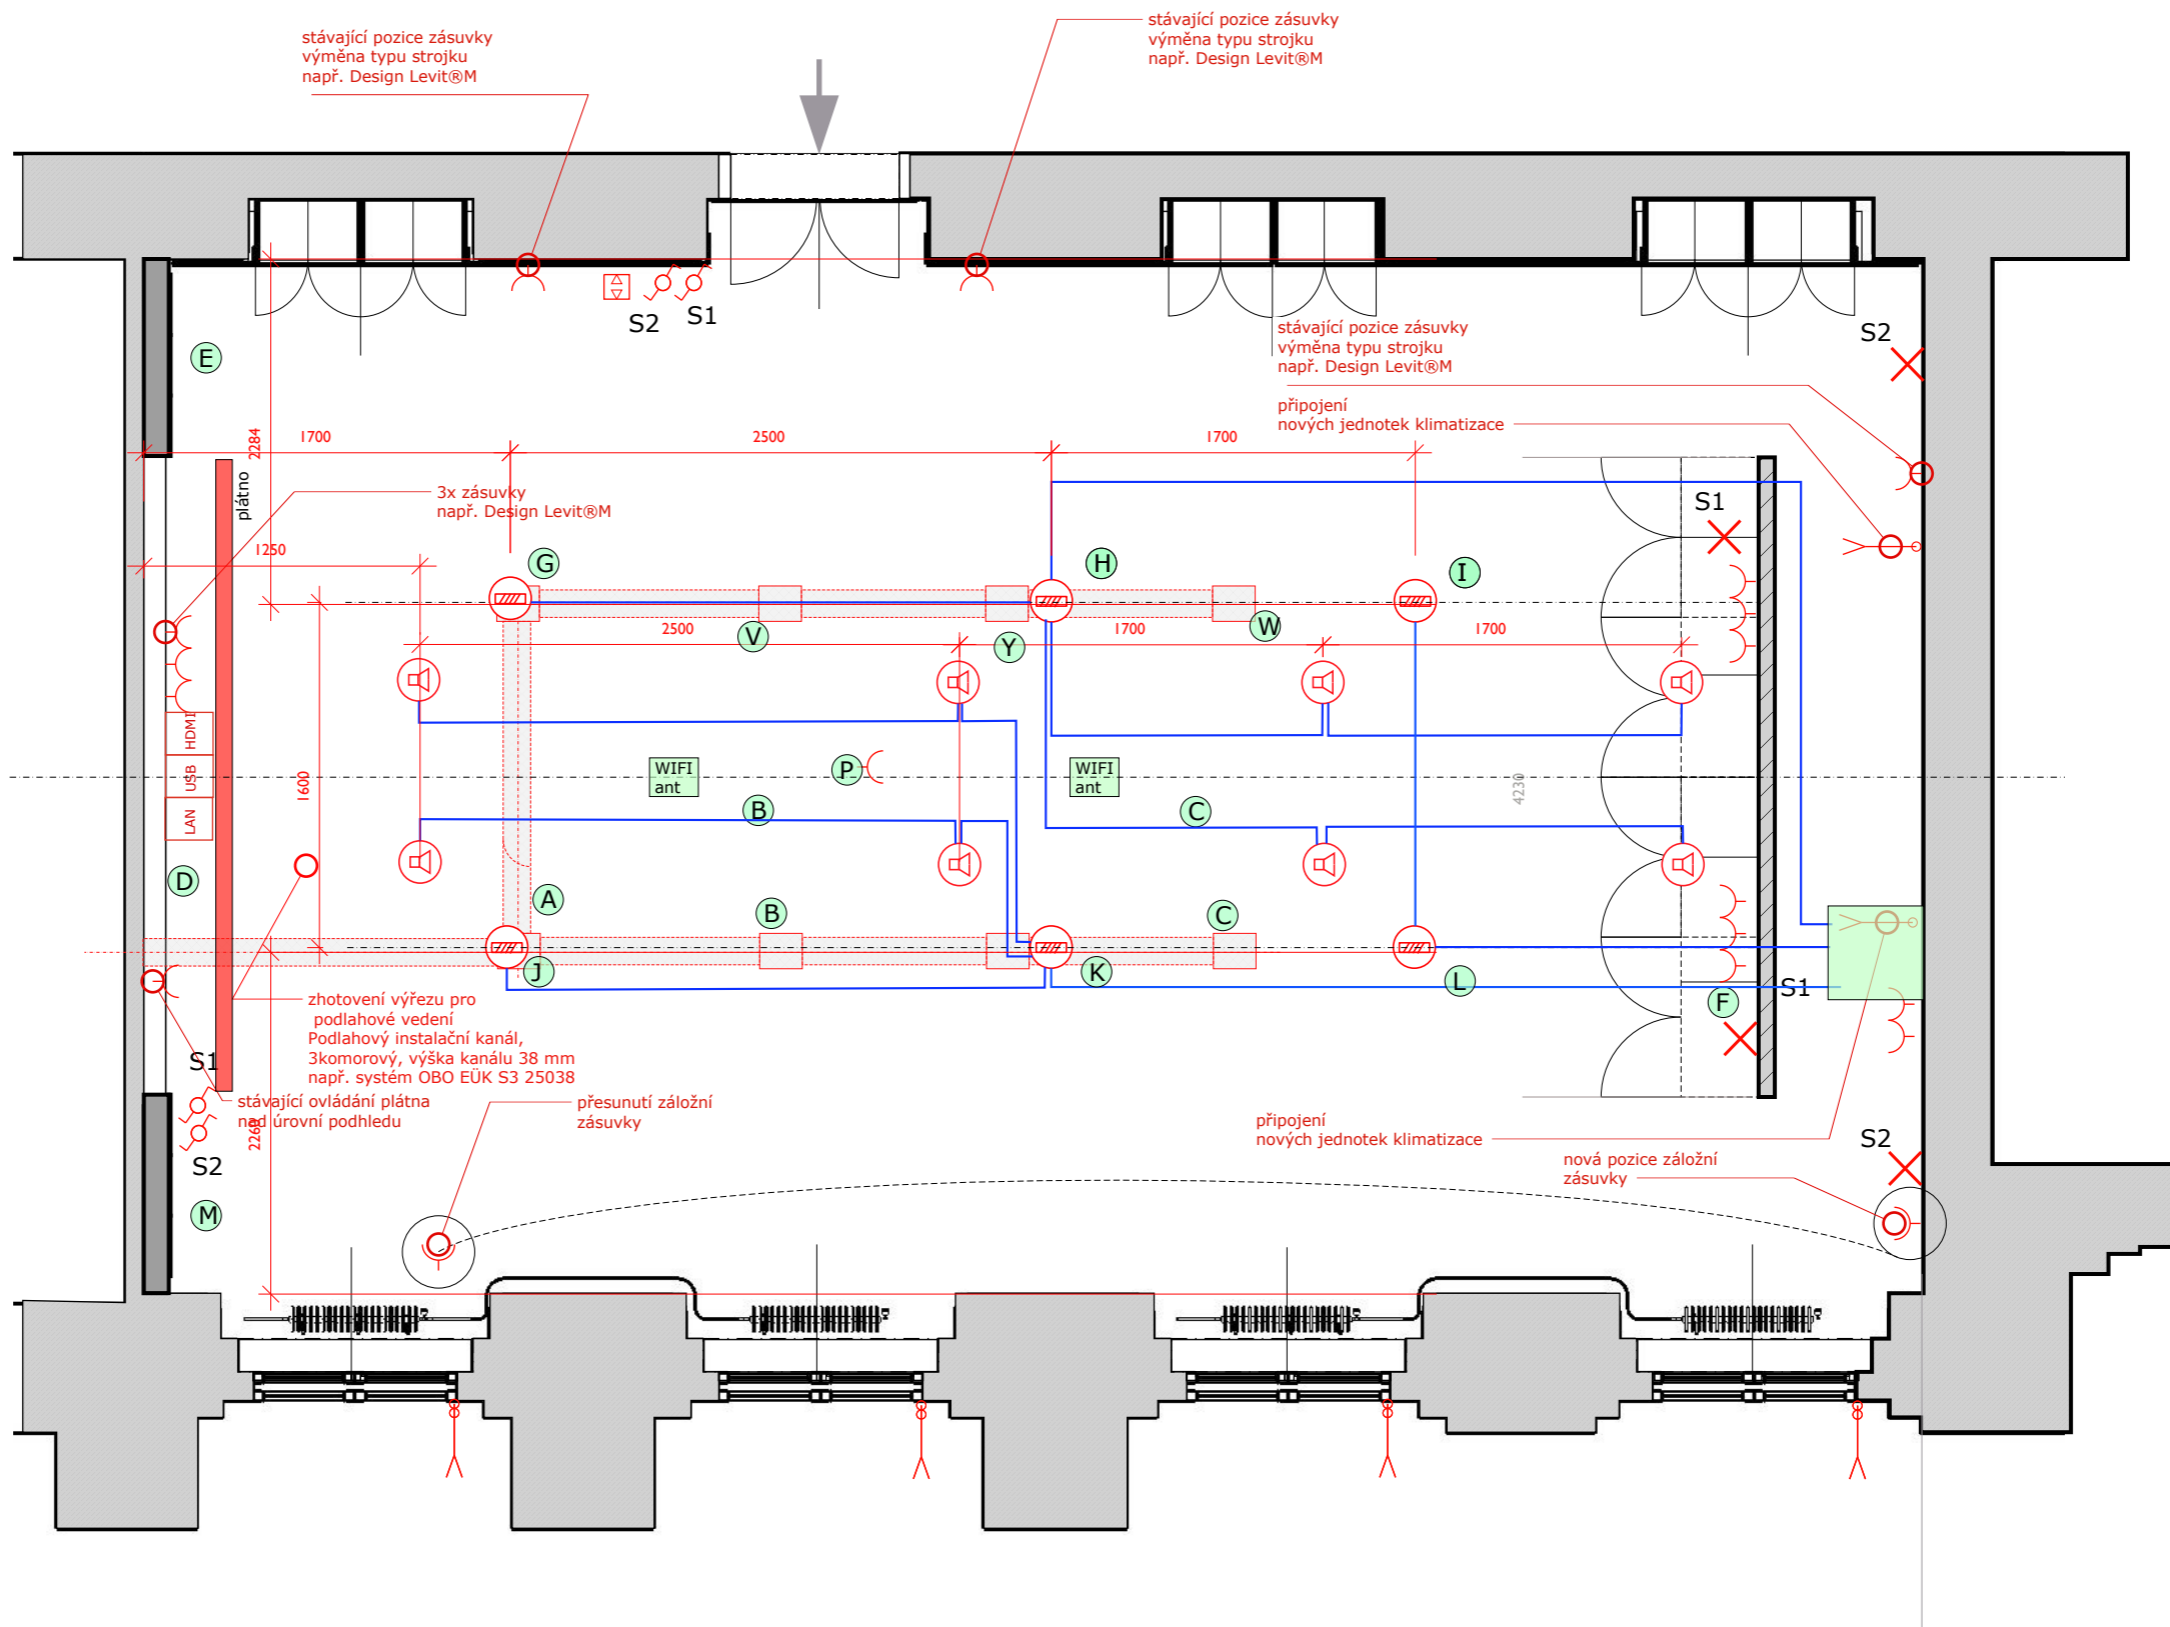 stávající pozice zásuvky
výměna typu strojku
např. Design Levit®M
stávající pozice zásuvky
výměna typu strojku
např. Design Levit®M
S2
S1
stávající pozice zásuvky
výměna typu strojku
např. Design Levit®M
S2
E
připojení
nových jednotek klimatizace
1700
2500
1700
2284
plátno
3x zásuvky
např. Design Levit®M
S1
1250
G
H
I
2500
V
Y
1700
W
1700
HDMI
USB
LAN
WIFI
ant
P
WIFI
ant
1600
4230
B
C
D
A
B
C
J
K
L
F
S1
zhotovení výřezu pro
podlahové vedení
Podlahový instalační kanál,
3komorový, výška kanálu 38 mm
např. systém OBO EÜK S3 25038
S1
stávající ovládání plátna
nad úrovní podhledu
2260
přesunutí záložní
zásuvky
připojení
nových jednotek klimatizace
S2
nová pozice záložní
zásuvky
S2
M